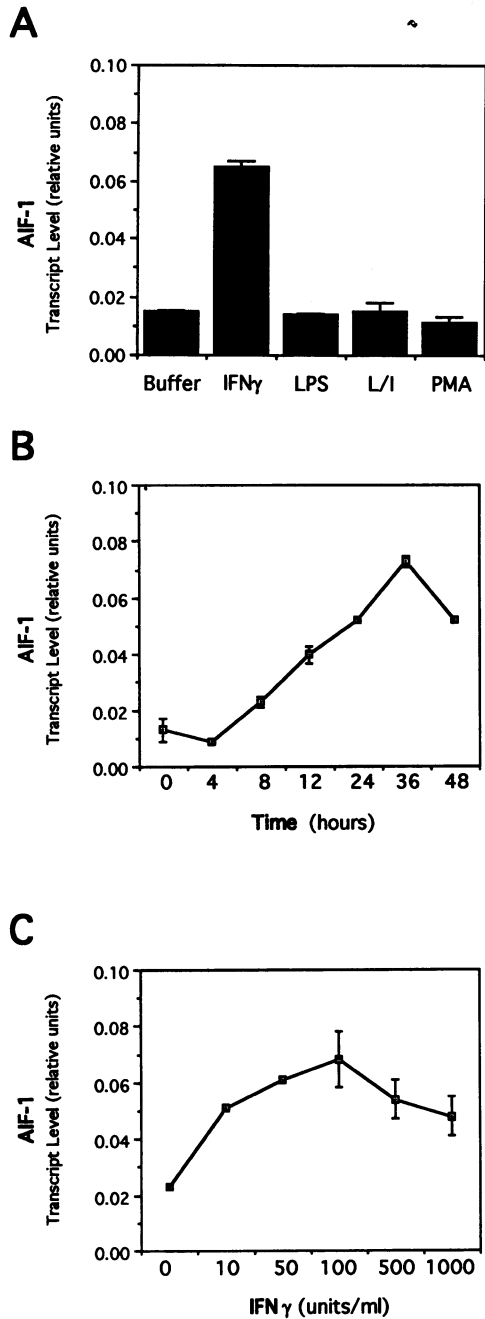 A
0.10
0.08
0.06
0.04
0.02
0.00
AIF-1
Transcript Level (relative units)
Buffer IFNγ LPS L/I PMA
B
0.10
0.08
0.06
0.04
0.02
0.00
AIF-1
Transcript Level (relative units)
0 4 8 12 24 36 48
Time (hours)
C
0.10
0.08
0.06
0.04
0.02
0.00
AIF-1
Transcript Level (relative units)
0 10 50 100 500 1000
IFN γ (units/ml)